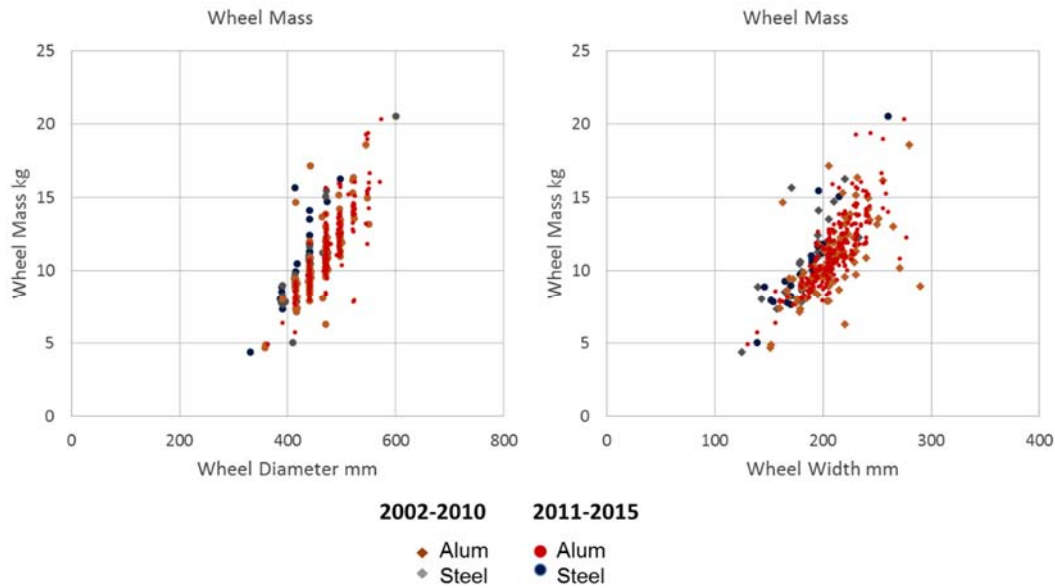 Wheel Mass
25
20
15
10
5
0
Wheel Mass kg
0 200 400 600 800
Wheel Diameter mm
Wheel Mass
25
20
15
10
5
0
Wheel Mass kg
0 100 200 300 400
Wheel Width mm
2002-2010 2011-2015
Alum Alum
Steel Steel